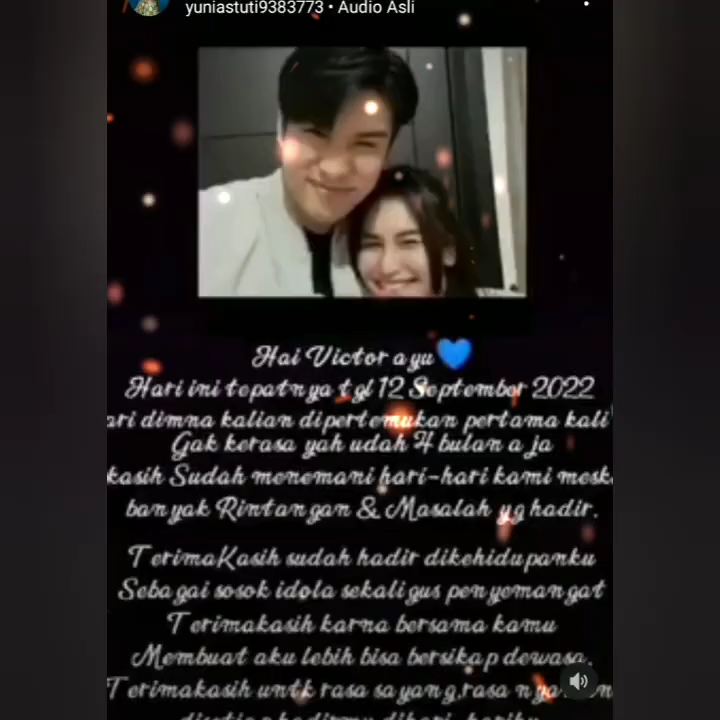 yuniastuti9383773 • Audio Asli
Hai Victor ayu
Hari ini tepatnya tgl 12 September 2022
ari dimna kalian dipertemukan pertama kali
Gak kerasa yah udah 4 bulan aja
kasih Sudah menemani hari-hari kami mesk
banyak Rintangan & Masalah yg hadir.
TerimaKasih sudah hadir dikehidupanku
Sebagai sosok idola sekaligus penyemangat
Terimakasih karna bersama kamu
Membuat aku lebih bisa bersikap dewasa.
Terimakasih untk rasa sayang,rasa